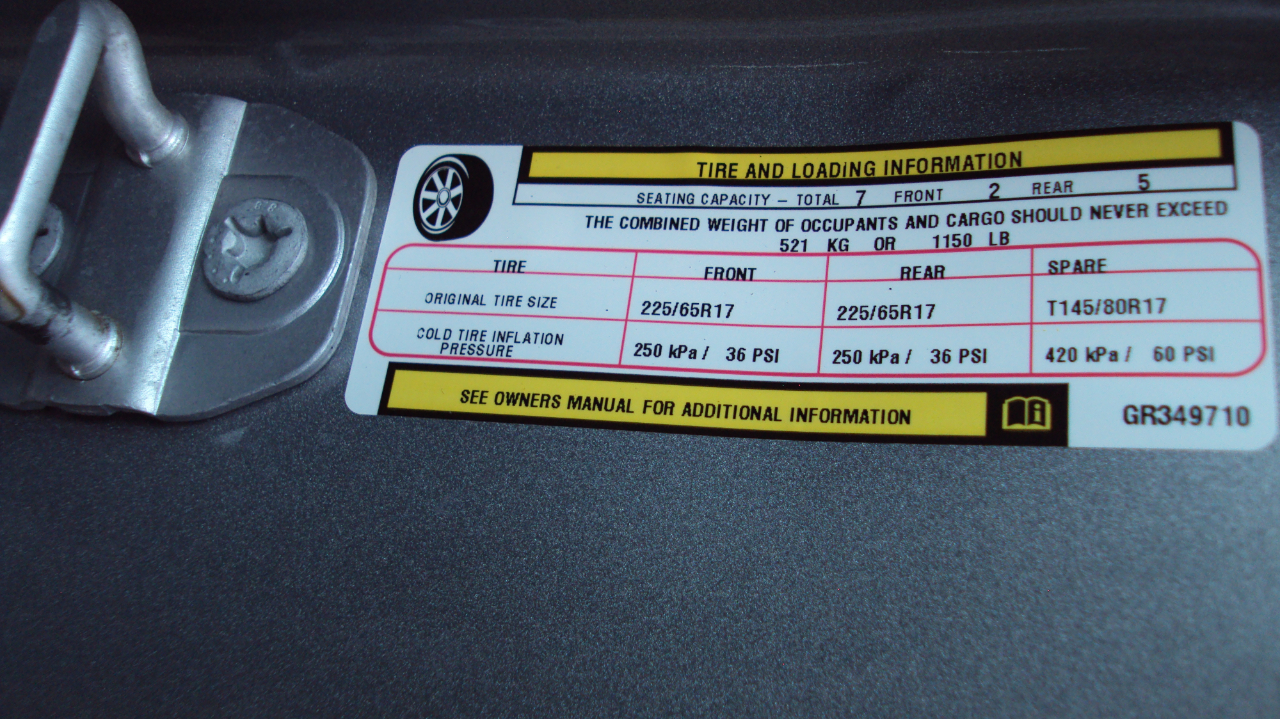 TIRE AND LOADING INFORMATION
SEATING CAPACITY – TOTAL 7 FRONT 2 REAR 5
THE COMBINED WEIGHT OF OCCUPANTS AND CARGO SHOULD NEVER EXCEED
521 KG OR 1150 LB
TIRE FRONT REAR SPARE
ORIGINAL TIRE SIZE 225/65R17 225/65R17 T145/80R17
COLD TIRE INFLATION
PRESSURE 250 kPa / 36 PSI 250 kPa / 36 PSI 420 kPa / 60 PSI
SEE OWNERS MANUAL FOR ADDITIONAL INFORMATION
GR349710